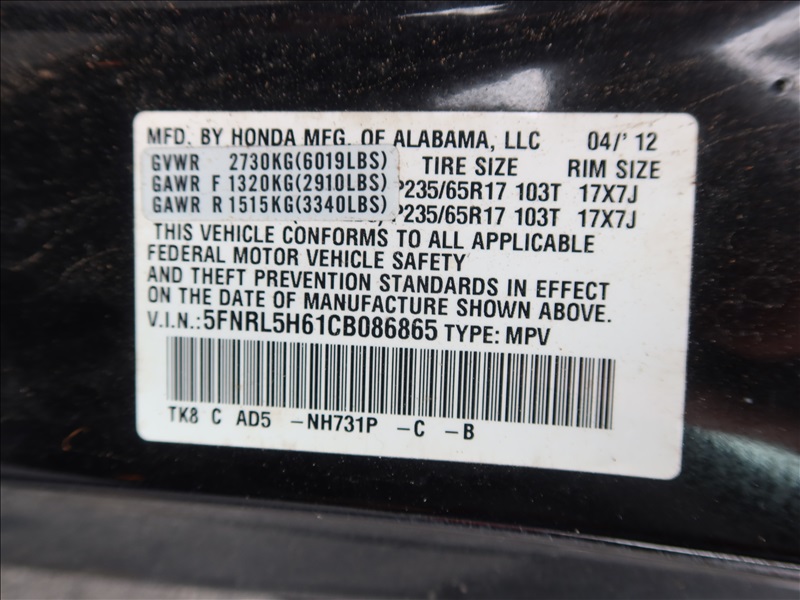 MFD. BY HONDA MFG. OF ALABAMA, LLC 04/'12
GVWR 2730KG(6019LBS) TIRE SIZE RIM SIZE
GAWR F 1320KG(2910LBS) P235/65R17 103T 17X7J
GAWR R 1515KG(3340LBS) P235/65R17 103T 17X7J
THIS VEHICLE CONFORMS TO ALL APPLICABLE
FEDERAL MOTOR VEHICLE SAFETY
AND THEFT PREVENTION STANDARDS IN EFFECT
ON THE DATE OF MANUFACTURE SHOWN ABOVE.
V.I.N.:5FNRL5H61CB086865 TYPE: MPV
TK8 C AD5 -NH731P -C -B